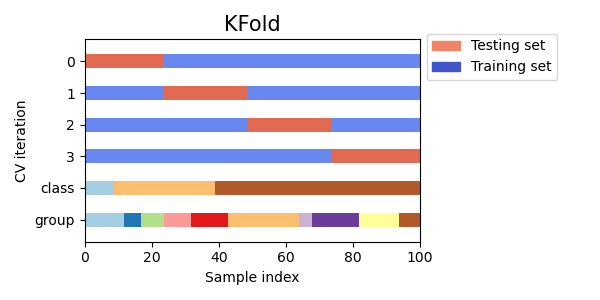 KFold
Testing set
Training set
0
1
2
3
class
group
CV iteration
0 20 40 60 80 100
Sample index